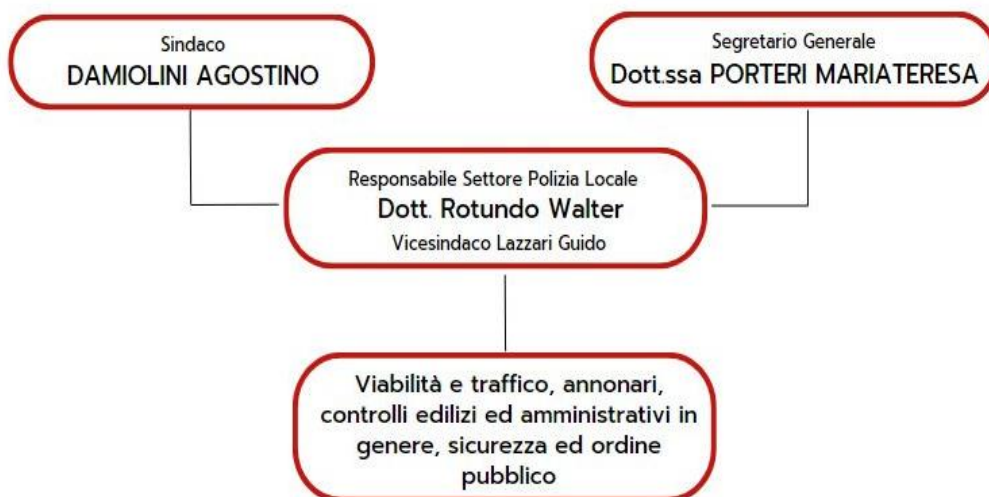 Sindaco
DAMIOLINI AGOSTINO
Segretario Generale
Dott.ssa PORTERI MARIATERESA
Responsabile Settore Polizia Locale
Dott. Rotundo Walter
Vicesindaco Lazzari Guido
Viabilità e traffico, annonari,
controlli edilizi ed amministrativi in
genere, sicurezza ed ordine
pubblico